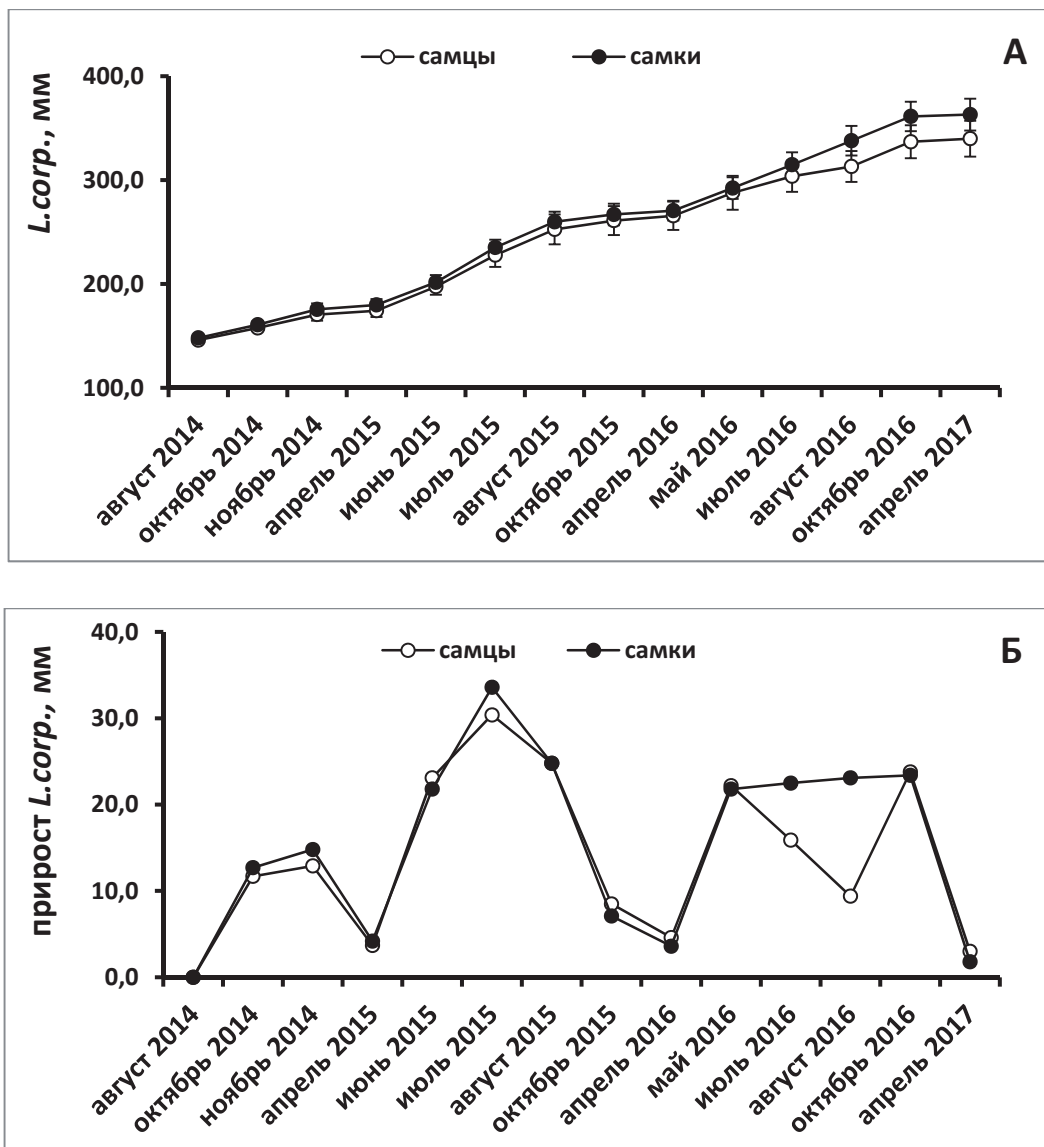 самцы самки А
L.corp., мм
400,0
300,0
200,0
100,0
август 2014
октябрь 2014
ноябрь 2014
апрель 2015
июнь 2015
июль 2015
август 2015
октябрь 2015
апрель 2016
май 2016
июль 2016
август 2016
октябрь 2016
апрель 2017
самцы самки Б
прирост L.corp., мм
40,0
30,0
20,0
10,0
0,0
август 2014
октябрь 2014
ноябрь 2014
апрель 2015
июнь 2015
июль 2015
август 2015
октябрь 2015
апрель 2016
май 2016
июль 2016
август 2016
октябрь 2016
апрель 2017